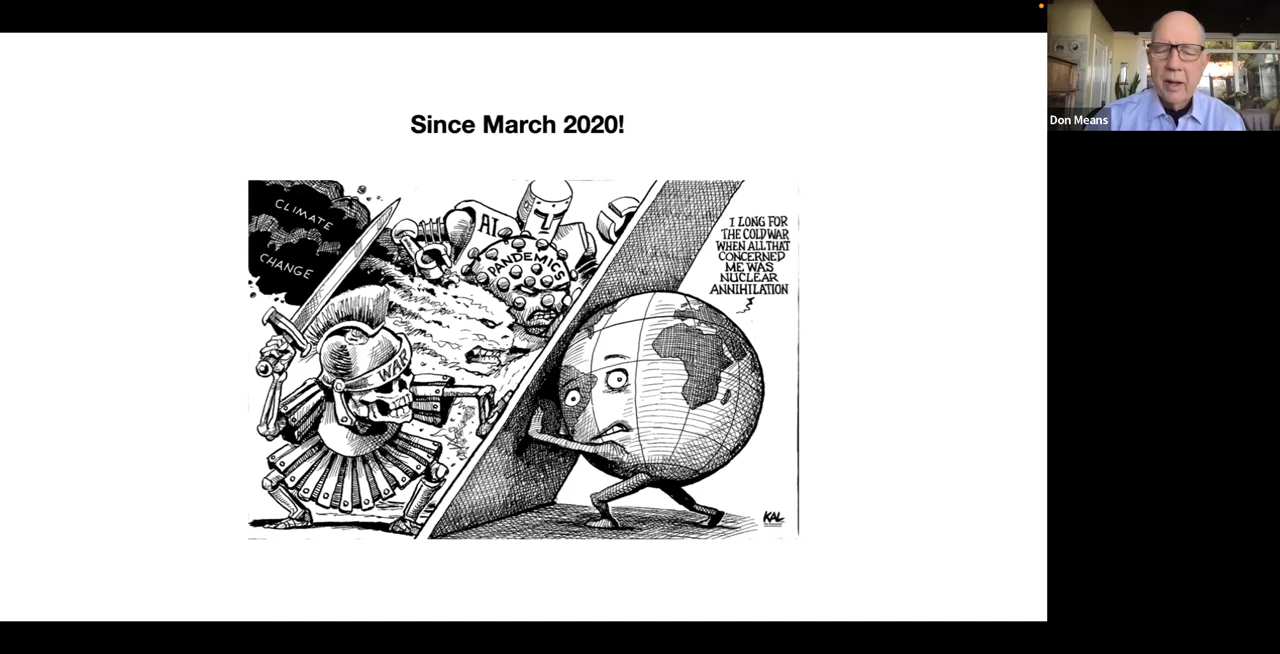 Since March 2020!
CLIMATE
CHANGE
AI
PANDEMICS
WAR
I LONG FOR
THE COLD WAR
WHEN ALL THAT
CONCERNED
ME WAS
NUCLEAR
ANNIHILATION
KAL
Don Means